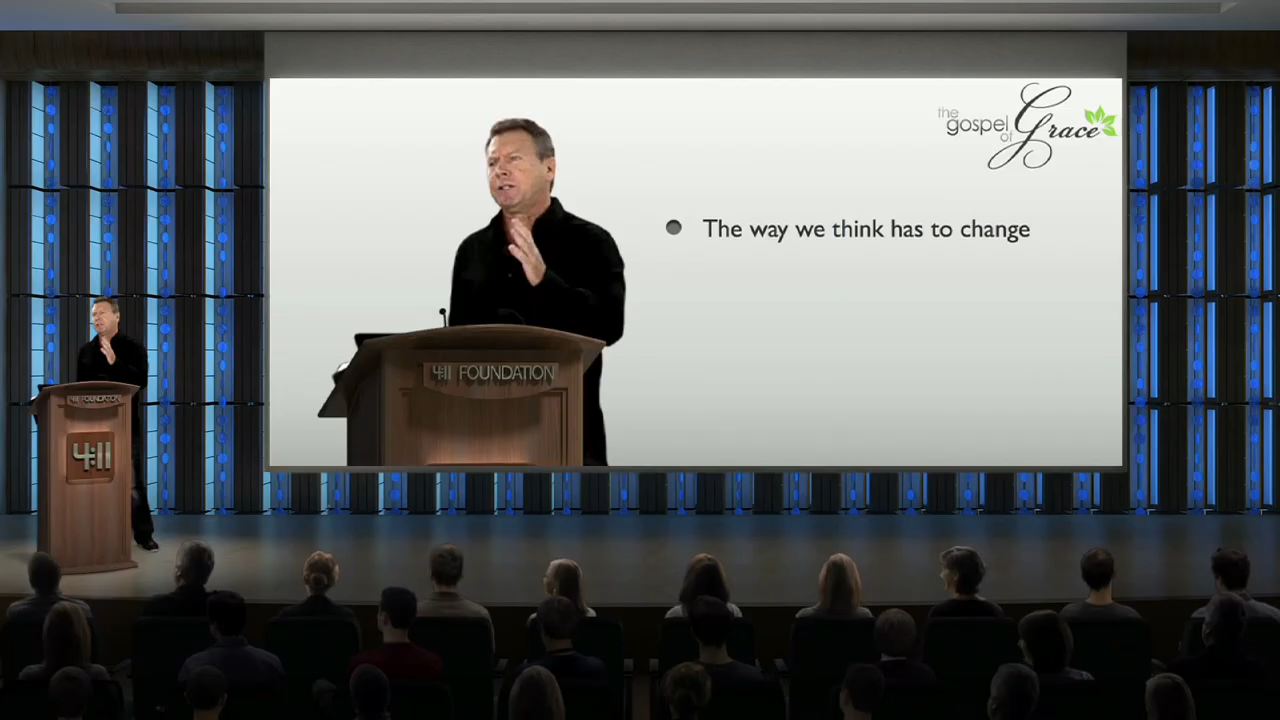 the
gospel
of
Grace
The way we think has to change
4:11 FOUNDATION
4:11 FOUNDATION
4:11